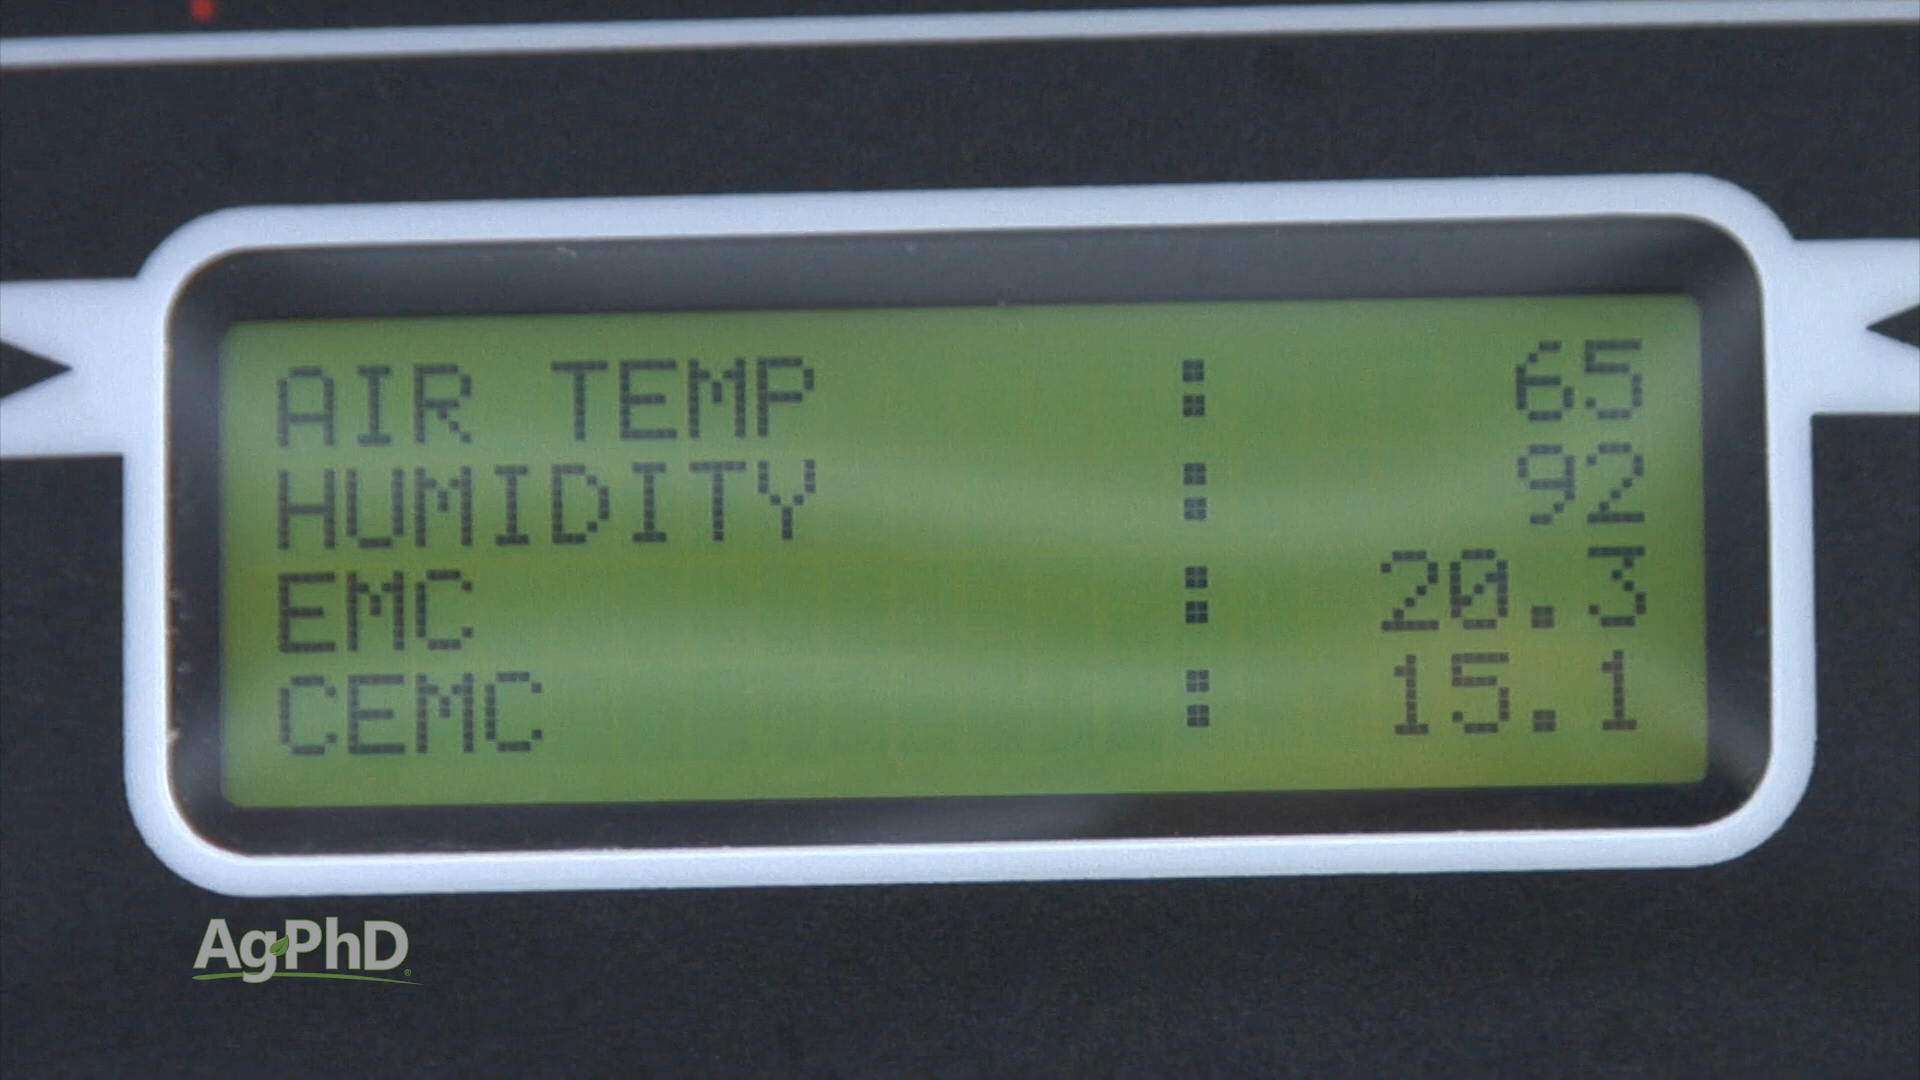 AIR TEMP : 65
HUMIDITY : 92
EMC : 20.3
CEMC : 15.1
AgPhD®